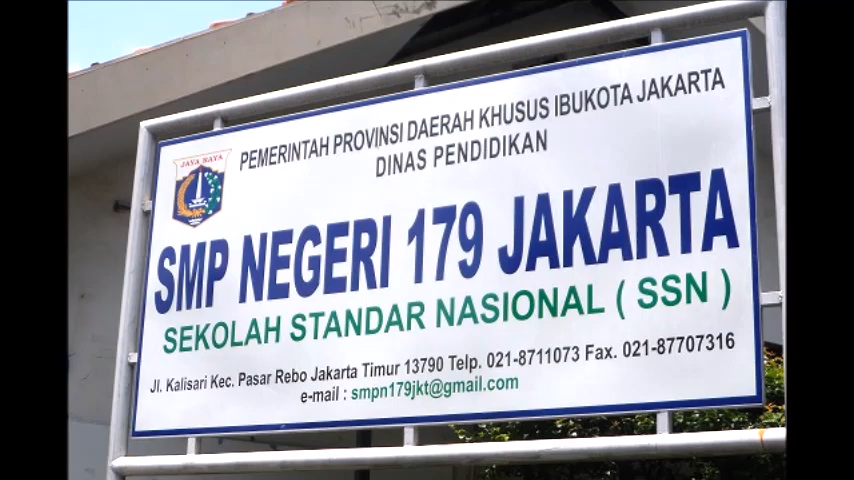 PEMERINTAH PROVINSI DAERAH KHUSUS IBUKOTA JAKARTA
DINAS PENDIDIKAN
JAYA RAYA
SMP NEGERI 179 JAKARTA
SEKOLAH STANDAR NASIONAL ( SSN )
Jl. Kalisari Kec. Pasar Rebo Jakarta Timur 13790 Telp. 021-8711073 Fax. 021-87707316
e-mail : smpn179jkt@gmail.com